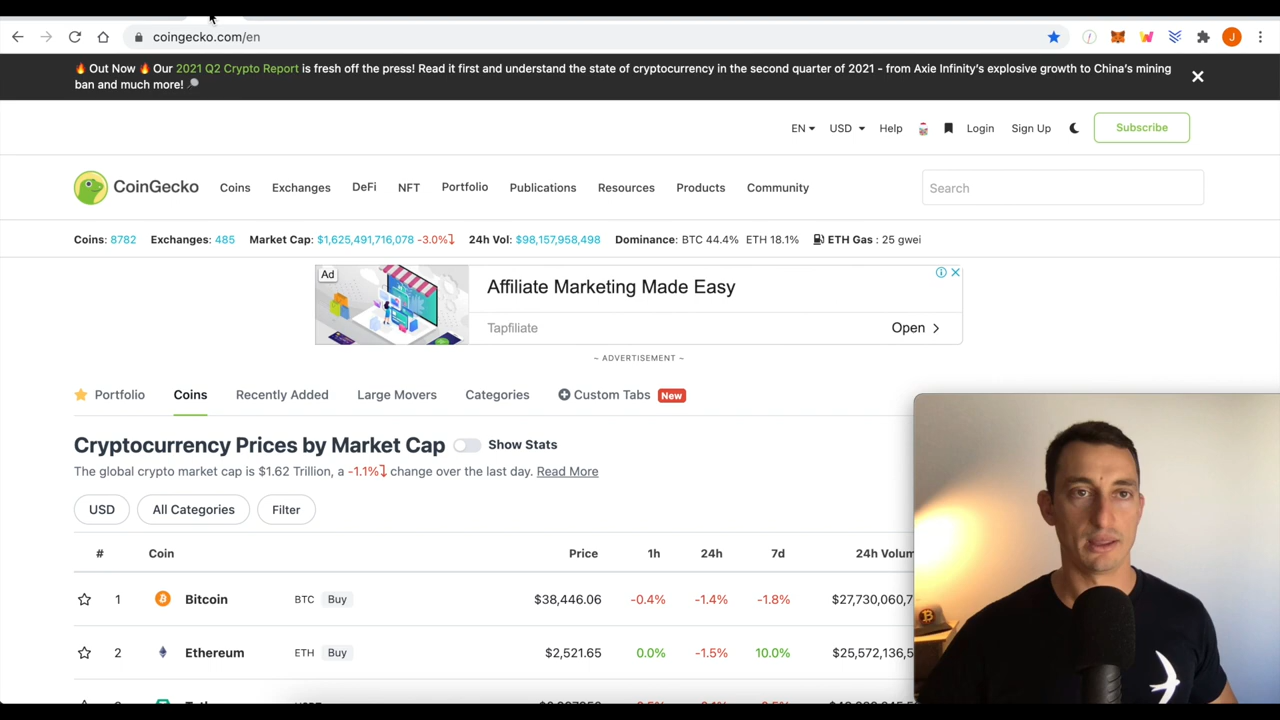 coingecko.com/en
J
🔥 Out Now 🔥 Our 2021 Q2 Crypto Report is fresh off the press! Read it first and understand the state of cryptocurrency in the second quarter of 2021 – from Axie Infinity's explosive growth to China's mining
ban and much more! 🔎
EN USD Help Login Sign Up Subscribe
CoinGecko Coins Exchanges DeFi NFT Portfolio Publications Resources Products Community Search
Coins: 8782 Exchanges: 485 Market Cap: $1,625,491,716,078 -3.0% 24h Vol: $98,157,958,498 Dominance: BTC 44.4% ETH 18.1% ETH Gas : 25 gwei
Ad
Affiliate Marketing Made Easy
Tapfiliate Open
~ ADVERTISEMENT ~
Portfolio Coins Recently Added Large Movers Categories Custom Tabs New
Cryptocurrency Prices by Market Cap Show Stats
The global crypto market cap is $1.62 Trillion, a -1.1% change over the last day. Read More
USD All Categories Filter
# Coin Price 1h 24h 7d 24h Volum
1 Bitcoin BTC Buy $38,446.06 -0.4% -1.4% -1.8% $27,730,060,7
2 Ethereum ETH Buy $2,521.65 0.0% -1.5% 10.0% $25,572,136,5